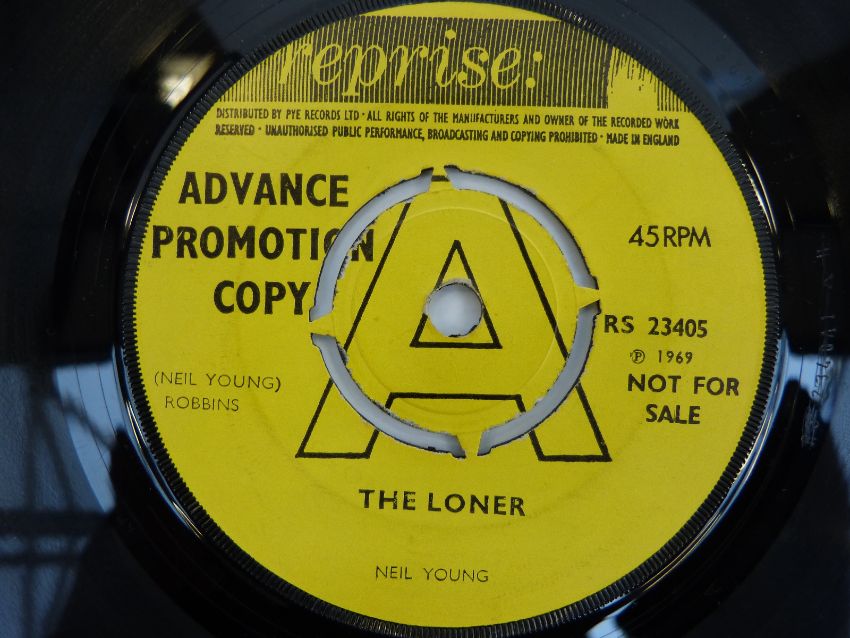 reprise:
DISTRIBUTED BY PYE RECORDS LTD · ALL RIGHTS OF THE MANUFACTURERS AND OWNER OF THE RECORDED WORK
RESERVED · UNAUTHORISED PUBLIC PERFORMANCE, BROADCASTING AND COPYING PROHIBITED · MADE IN ENGLAND
ADVANCE
PROMOTION
COPY
A
45 RPM
RS 23405
Ⓟ 1969
NOT FOR
SALE
(NEIL YOUNG)
ROBBINS
THE LONER
NEIL YOUNG